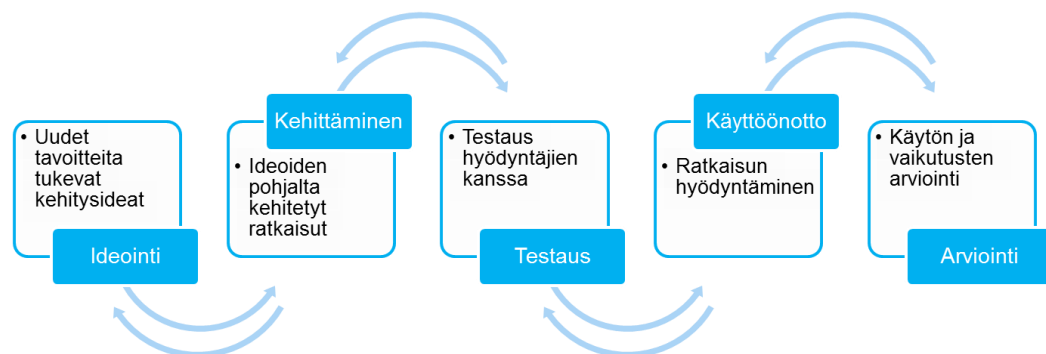 • Uudet
tavoitteita
tukevat
kehitysideat
Ideointi
Kehittäminen
• Ideoiden
pohjalta
kehitetyt
ratkaisut
• Testaus
hyödyntäjien
kanssa
Testaus
Käyttöönotto
• Ratkaisun
hyödyntäminen
• Käytön ja
vaikutusten
arviointi
Arviointi